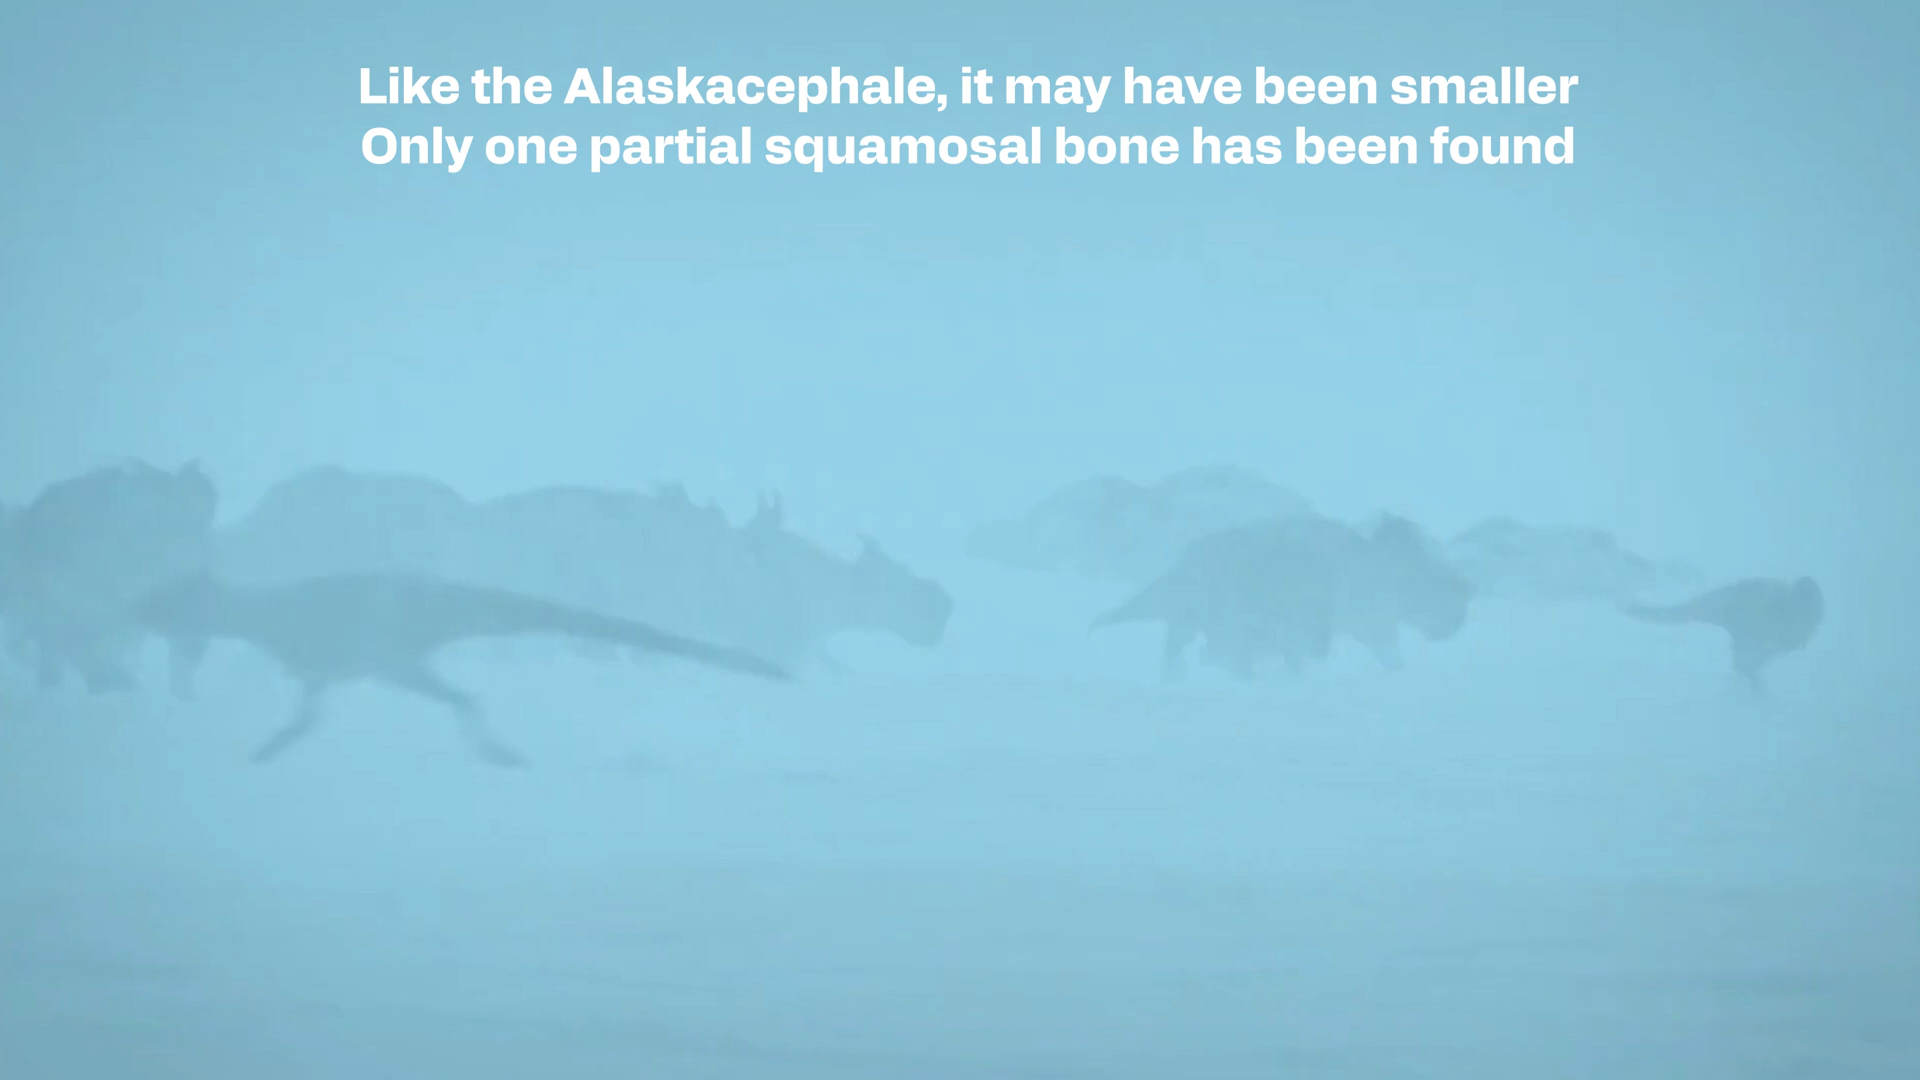 Like the Alaskacephale, it may have been smaller
Only one partial squamosal bone has been found